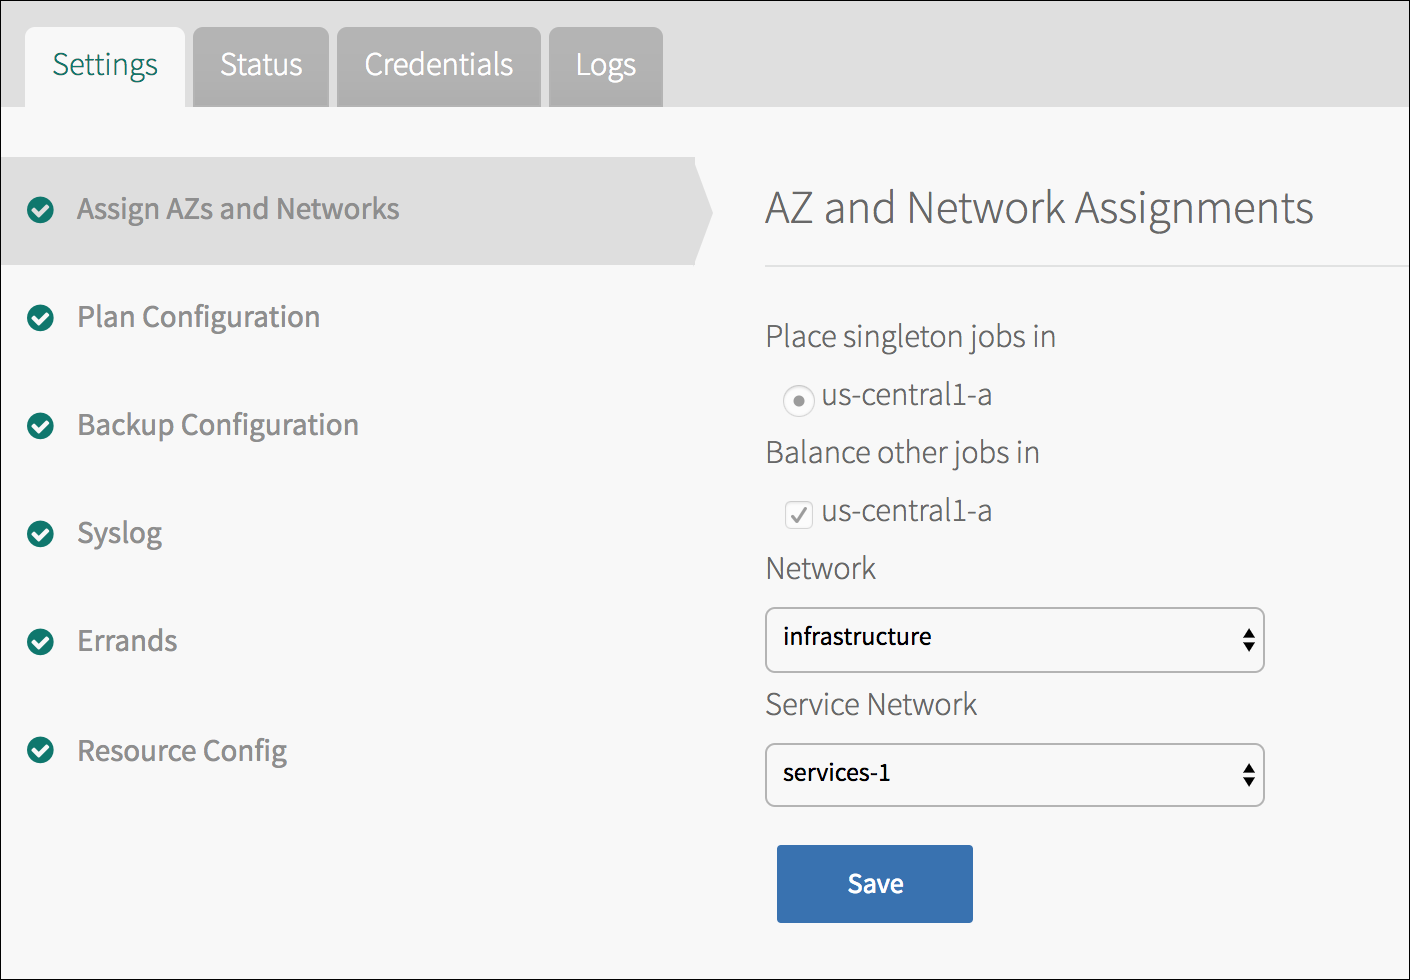 Settings
Status
Credentials
Logs
Assign AZs and Networks
Plan Configuration
Backup Configuration
Syslog
Errands
Resource Config
AZ and Network Assignments
Place singleton jobs in
us-central1-a
Balance other jobs in
us-central1-a
Network
infrastructure
Service Network
services-1
Save